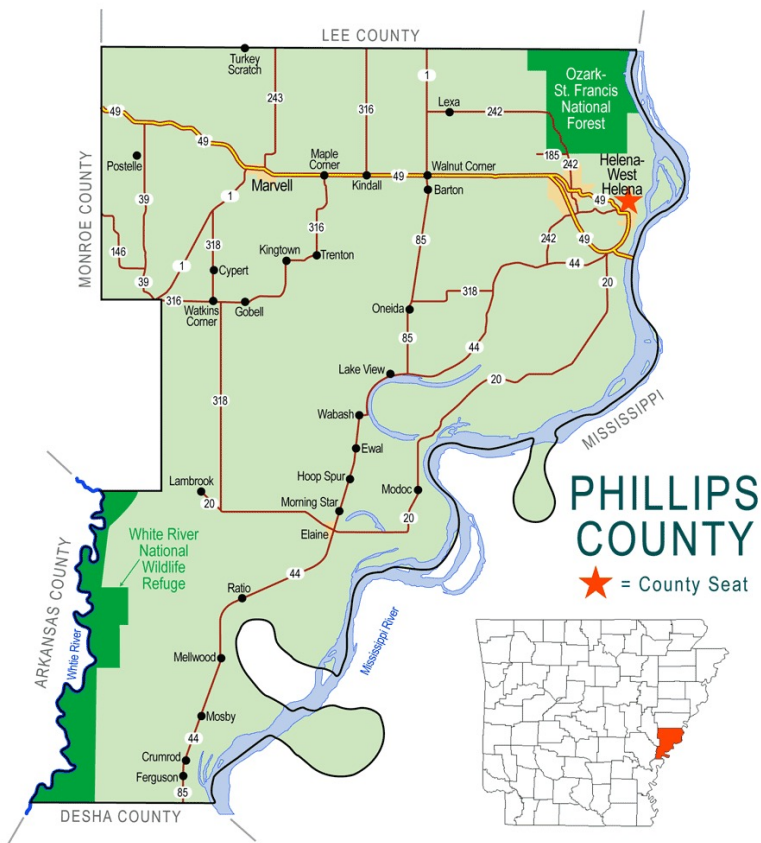 LEE COUNTY
Turkey
Scratch
243
316
1
Lexa
242
Ozark-
St. Francis
National
Forest
49
49
Postelle
MONROE COUNTY
Maple
Corner
Marvell
Kindall
49
Walnut Corner
Barton
185
242
Helena-
West
Helena
49
39
1
146
39
1
318
Cypert
316
Kingtown
Trenton
85
242
49
44
20
316
Watkins
Corner
Gobell
Oneida
318
85
44
Lake View
20
318
Wabash
MISSISSIPPI
Ewal
Hoop Spur
Lambrook
20
Modoc
Morning Star
20
Elaine
PHILLIPS
COUNTY
= County Seat
White River
National
Wildlife
Refuge
ARKANSAS COUNTY
Whtie River
44
Ratio
Mississippi River
Mellwood
Mosby
44
Crumrod
Ferguson
85
DESHA COUNTY